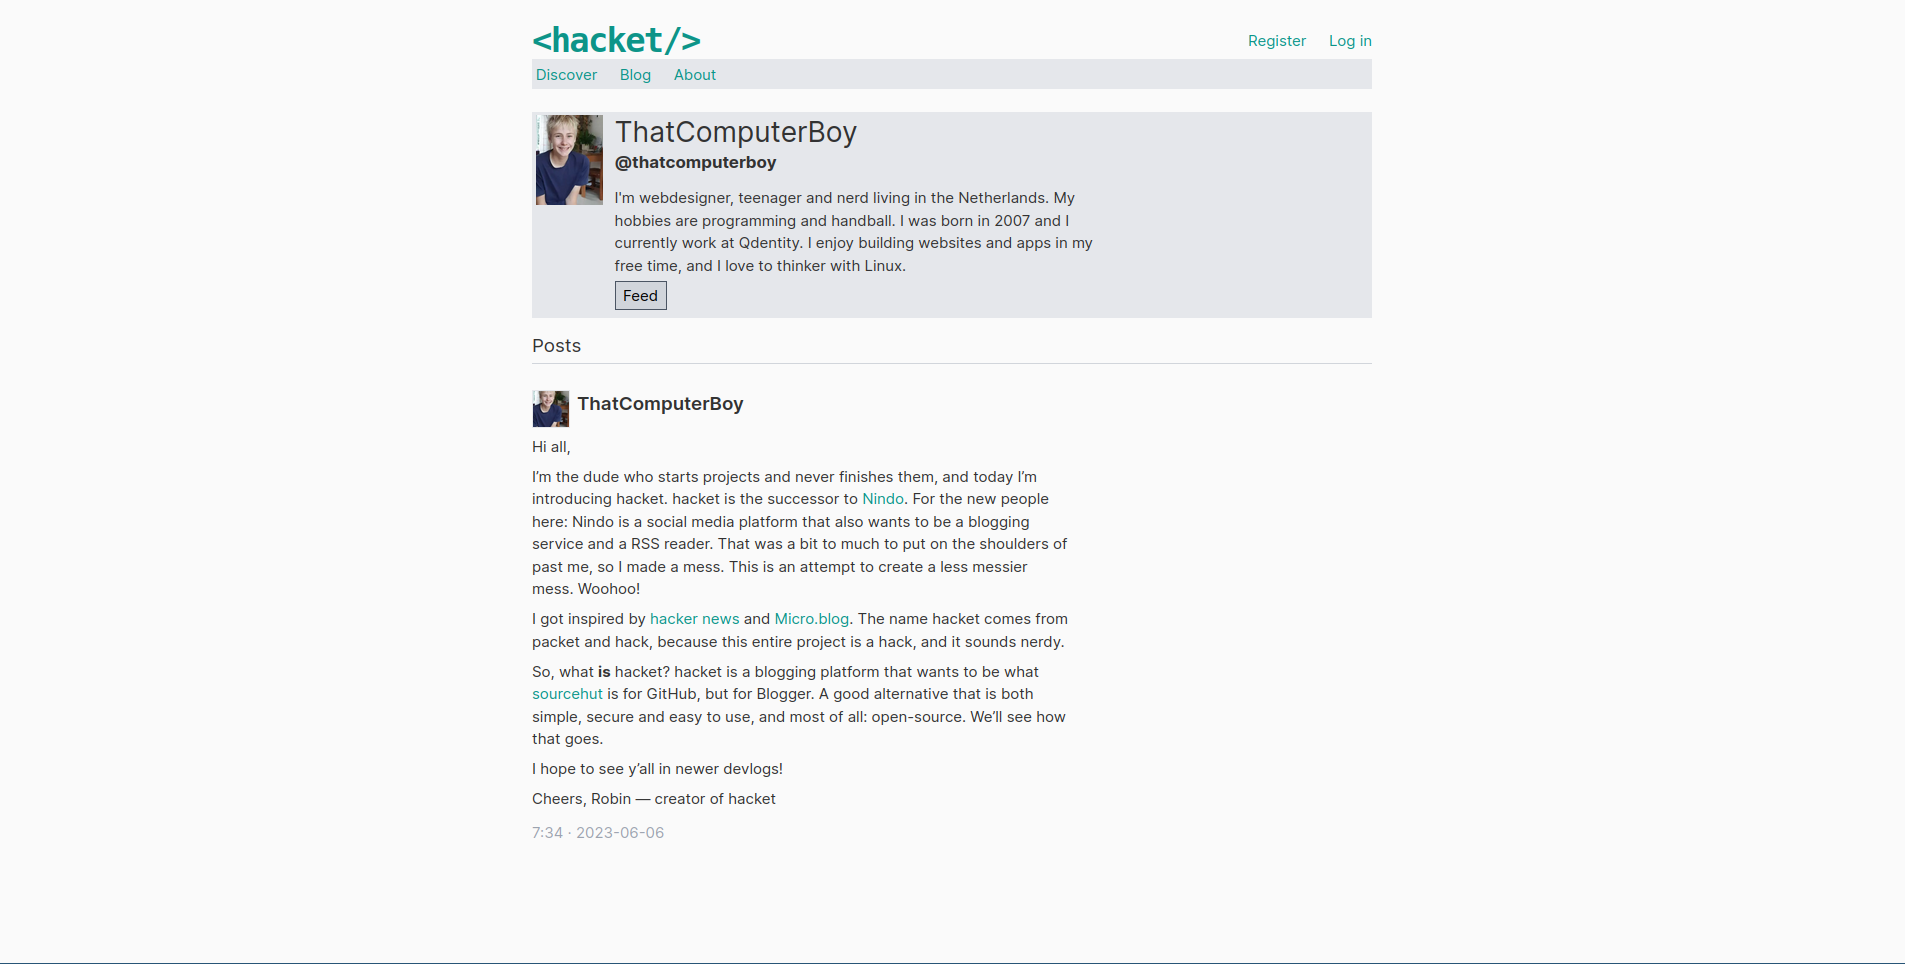 <hacket/>
Register Log in
Discover Blog About
ThatComputerBoy
@thatcomputerboy
I'm webdesigner, teenager and nerd living in the Netherlands. My
hobbies are programming and handball. I was born in 2007 and I
currently work at Qdentity. I enjoy building websites and apps in my
free time, and I love to thinker with Linux.
Feed
Posts
ThatComputerBoy
Hi all,
I’m the dude who starts projects and never finishes them, and today I’m
introducing hacket. hacket is the successor to Nindo. For the new people
here: Nindo is a social media platform that also wants to be a blogging
service and a RSS reader. That was a bit to much to put on the shoulders of
past me, so I made a mess. This is an attempt to create a less messier
mess. Woohoo!
I got inspired by hacker news and Micro.blog. The name hacket comes from
packet and hack, because this entire project is a hack, and it sounds nerdy.
So, what is hacket? hacket is a blogging platform that wants to be what
sourcehut is for GitHub, but for Blogger. A good alternative that is both
simple, secure and easy to use, and most of all: open-source. We’ll see how
that goes.
I hope to see y’all in newer devlogs!
Cheers, Robin — creator of hacket
7:34 · 2023-06-06